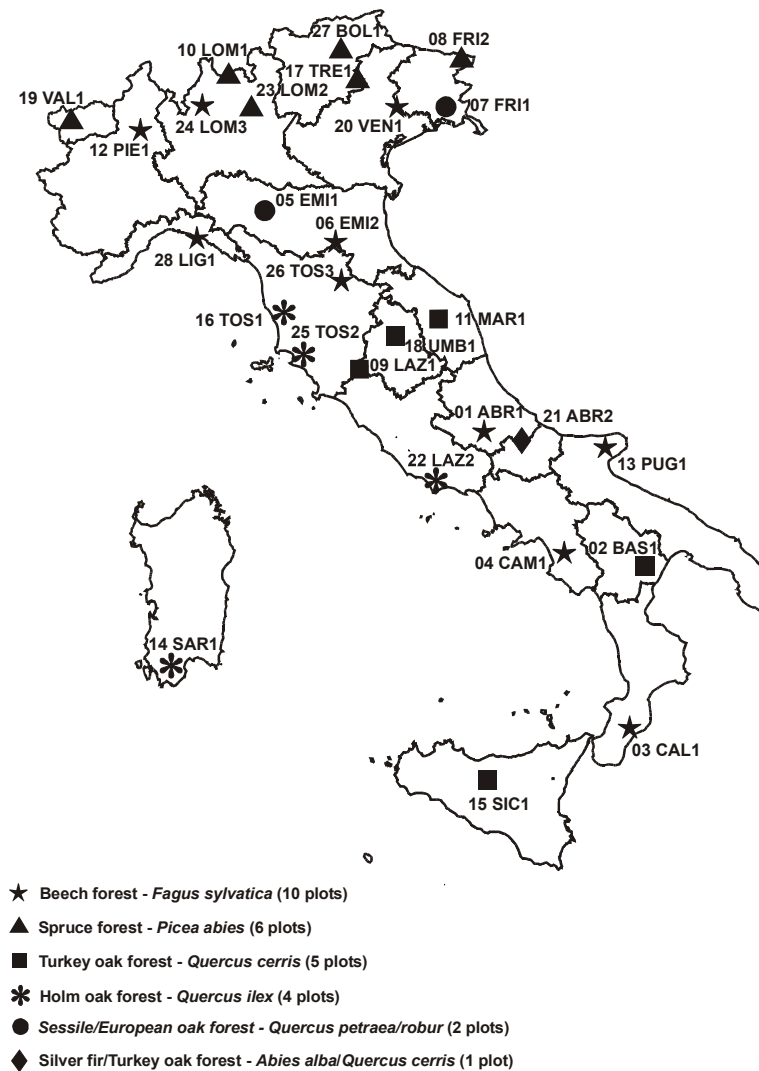 27 BOL1
08 FRI2
10 LOM1
17 TRE1
23 LOM2
19 VAL1
07 FRI1
24 LOM3
20 VEN1
12 PIE1
05 EMI1
06 EMI2
28 LIG1
26 TOS3
16 TOS1
11 MAR1
25 TOS2
18 UMB1
09 LAZ1
01 ABR1
21 ABR2
22 LAZ2
13 PUG1
02 BAS1
04 CAM1
14 SAR1
03 CAL1
15 SIC1
Beech forest - Fagus sylvatica (10 plots)
Spruce forest - Picea abies (6 plots)
Turkey oak forest - Quercus cerris (5 plots)
Holm oak forest - Quercus ilex (4 plots)
Sessile/European oak forest - Quercus petraea/robur (2 plots)
Silver fir/Turkey oak forest - Abies alba/Quercus cerris (1 plot)